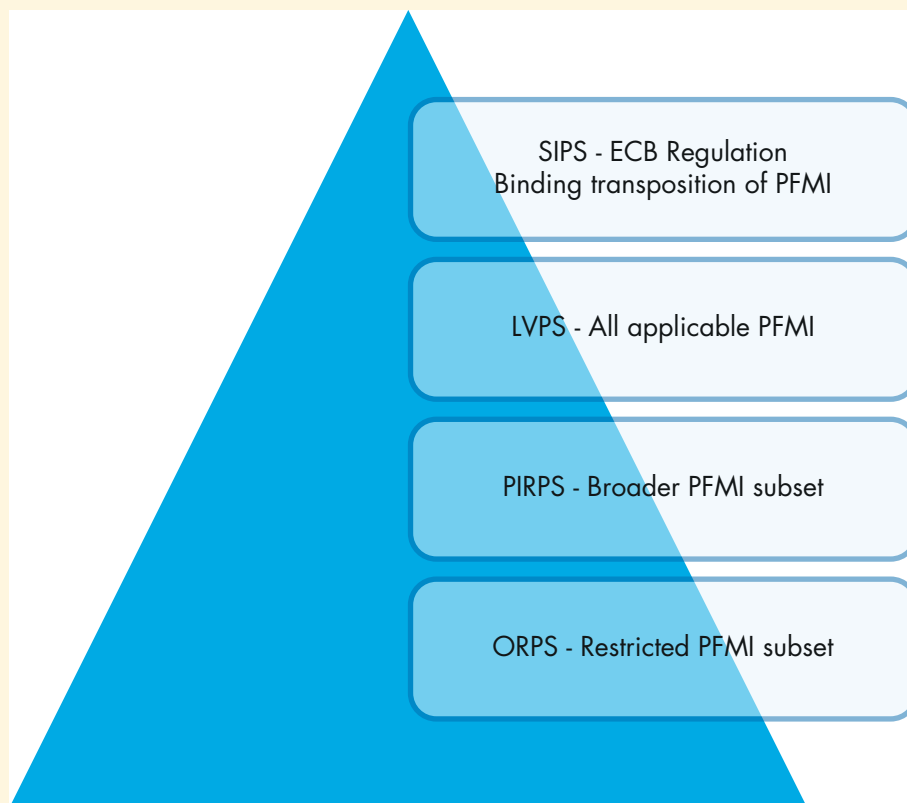 SIPS - ECB Regulation
Binding transposition of PFMI
LVPS - All applicable PFMI
PIRPS - Broader PFMI subset
ORPS - Restricted PFMI subset